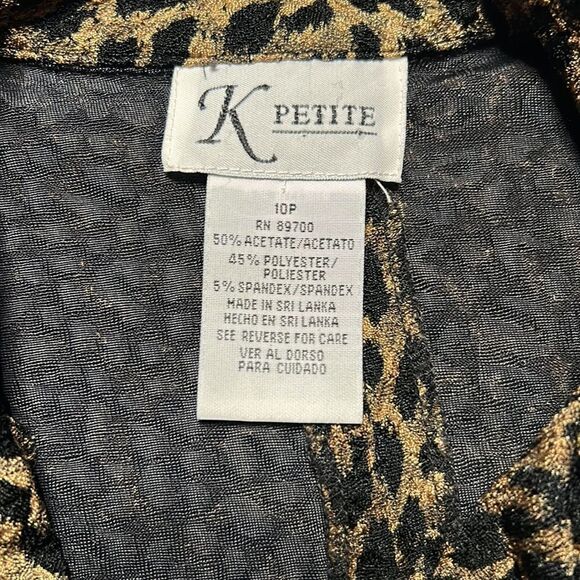 K PETITE
10P
RN 89700
50% ACETATE/ACETATO
45% POLYESTER/
POLIESTER
5% SPANDEX/SPANDEX
MADE IN SRI LANKA
HECHO EN SRI LANKA
SEE REVERSE FOR CARE
VER AL DORSO
PARA CUIDADO